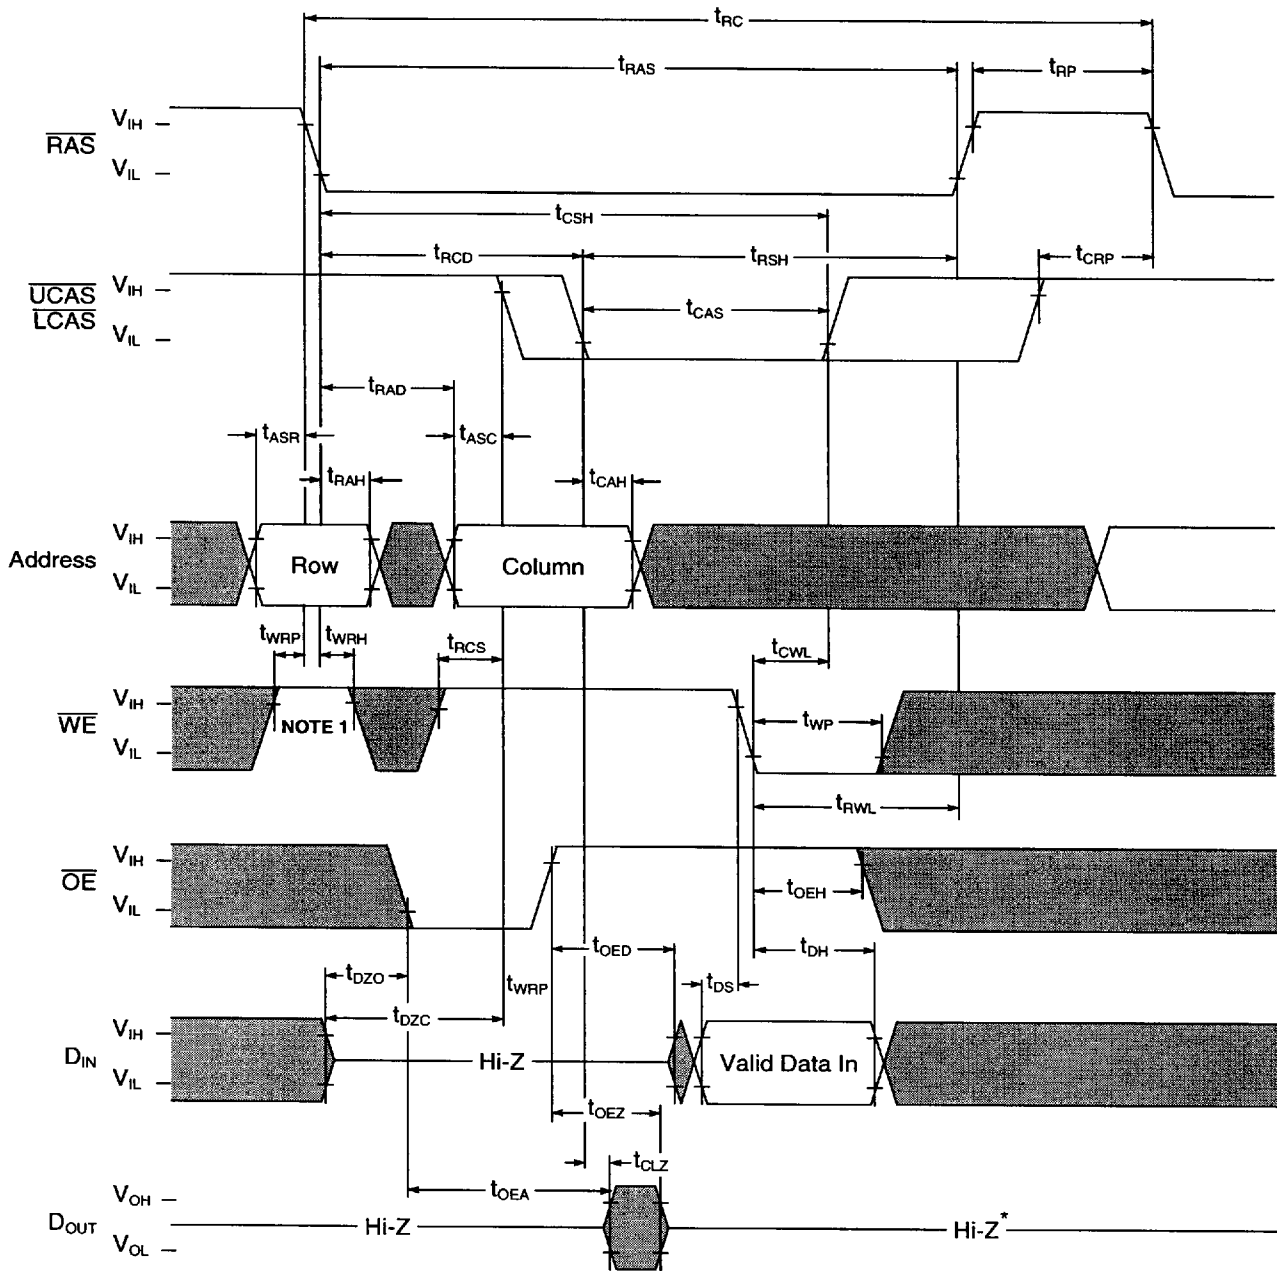 tRC
tRAS
tRP
RAS
VIH
VIL
tCSH
tRCD
tRSH
tCRP
UCAS
LCAS
VIH
VIL
tCAS
tRAD
tASR
tASC
tRAH
tCAH
Address
VIH
VIL
Row
Column
tWRP
tWRH
tRCS
tCWL
WE
VIH
VIL
NOTE 1
tWP
tRWL
OE
VIH
VIL
tOEH
tOED
tDH
tDZO
tWRP
tDS
tDZC
DIN
VIH
VIL
Hi-Z
Valid Data In
tOEZ
tCLZ
tOEA
DOUT
VOH
VOL
Hi-Z
Hi-Z*